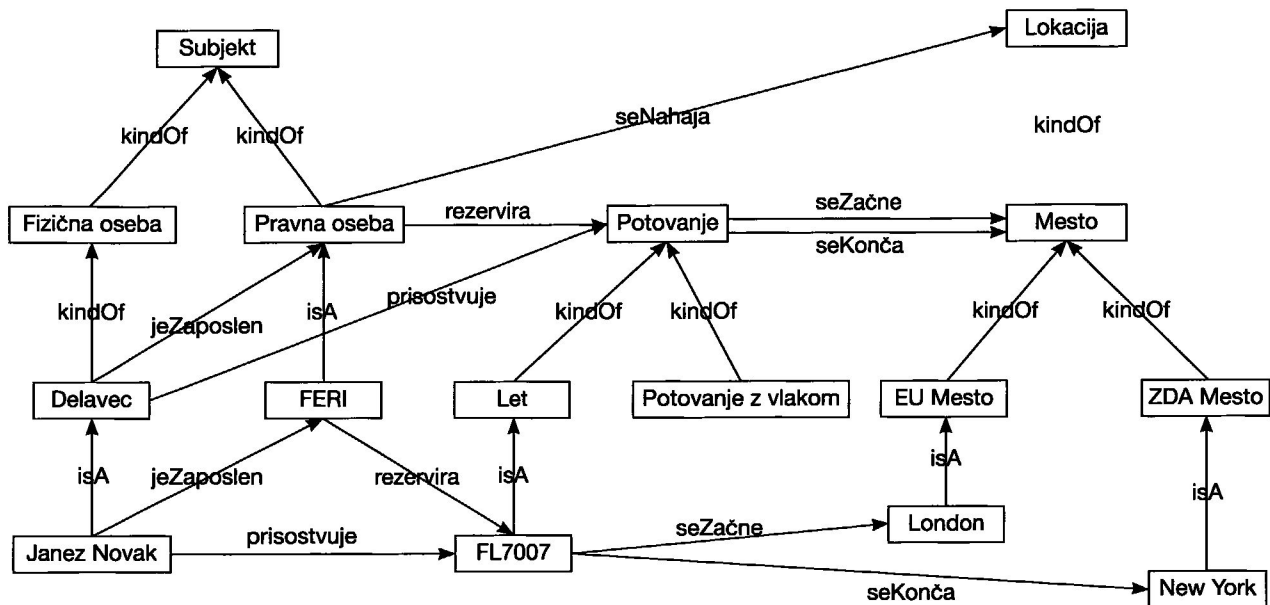 Subjekt
Lokacija
kindOf
kindOf
seNahaja
kindOf
Fizična oseba
Pravna oseba
rezervira
Potovanje
seZačne
seKonča
Mesto
kindOf
jeZaposlen
isA
prisostvuje
kindOf
kindOf
kindOf
kindOf
Delavec
FERI
Let
Potovanje z vlakom
EU Mesto
ZDA Mesto
isA
jeZaposlen
rezervira
isA
isA
isA
Janez Novak
prisostvuje
FL7007
seZačne
London
seKonča
New York